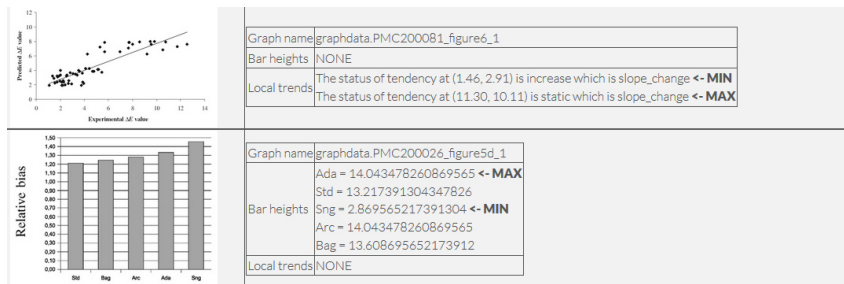 12
10
8
6
4
2
0
0 2 4 6 8 10 12 14
Predicted ΔE value
Experimental ΔE value
Graph name graphdata.PMC200081_figure6_1
Bar heights NONE
Local trends The status of tendency at (1.46, 2.91) is increase which is slope_change <- MIN
The status of tendency at (11.30, 10.11) is static which is slope_change <- MAX
1,50
1,40
1,30
1,20
1,10
1,00
0,90
0,80
0,70
0,60
0,50
0,40
0,30
0,20
0,10
0,00
Relative bias
Std Bag Arc Ada Sng
Graph name graphdata.PMC200026_figure5d_1
Bar heights
Ada = 14.043478260869565 <- MAX
Std = 13.217391304347826
Sng = 2.869565217391304 <- MIN
Arc = 14.043478260869565
Bag = 13.608695652173912
Local trends NONE